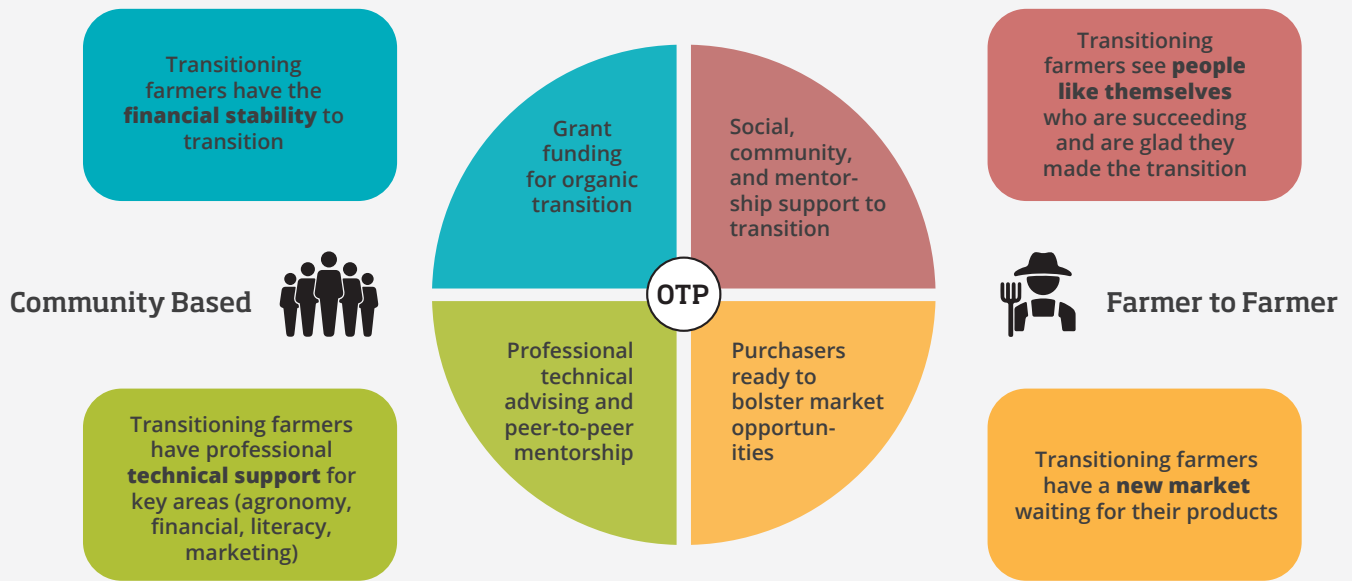 Transitioning
farmers have the
financial stability to
transition
Grant
funding
for organic
transition
Social,
community,
and mentor-
ship support to
transition
Transitioning
farmers see people
like themselves
who are succeeding
and are glad they
made the transition
Community Based
OTP
Farmer to Farmer
Transitioning farmers
have professional
technical support for
key areas (agronomy,
financial, literacy,
marketing)
Professional
technical
advising and
peer-to-peer
mentorship
Purchasers
ready to
bolster market
opportun-
ities
Transitioning farmers
have a new market
waiting for their products